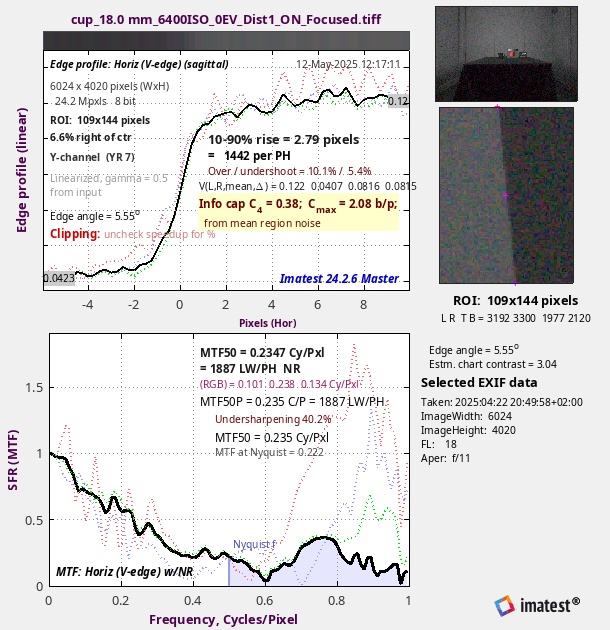 cup_18.0 mm_6400ISO_0EV_Dist1_ON_Focused.tiff
Edge profile: Horiz (V-edge) (sagittal)
12-May-2025 12:17:11
6024 x 4020 pixels (WxH)
24.2 Mpxls 8 bit
ROI: 109x144 pixels
6.6% right of ctr
Y-channel (YR 7)
Linearized, gamma = 0.5
from input
Edge angle = 5.55°
Clipping: uncheck speedup for %
10-90% rise = 2.79 pixels
= 1442 per PH
Over / undershoot = 10.1% / 5.4%
V(L,R,mean,Δ) = 0.122 0.0407 0.0816 0.0815
Info cap C4 = 0.38; Cmax = 2.08 b/p;
from mean region noise
0.12
0.0423
Imatest 24.2.6 Master
Edge profile (linear)
-4 -2 0 2 4 6 8
Pixels (Hor)
MTF50 = 0.2347 Cy/Pxl
= 1887 LW/PH NR
(RGB) = 0.101 0.238 0.134 Cy/Pxl
MTF50P = 0.235 C/P = 1887 LW/PH
Undersharpening 40.2%
MTF50 = 0.235 Cy/Pxl
MTF at Nyquist = 0.222
Nyquist f
MTF: Horiz (V-edge) w/NR
SFR (MTF)
1.5
1
0.5
0
0 0.2 0.4 0.6 0.8 1
Frequency, Cycles/Pixel
ROI: 109x144 pixels
L R T B = 3192 3300 1977 2120
Edge angle = 5.55°
Estm. chart contrast = 3.04
Selected EXIF data
Taken: 2025:04:22 20:49:58+02:00
ImageWidth: 6024
ImageHeight: 4020
FL: 18
Aper: f/11
imatest®